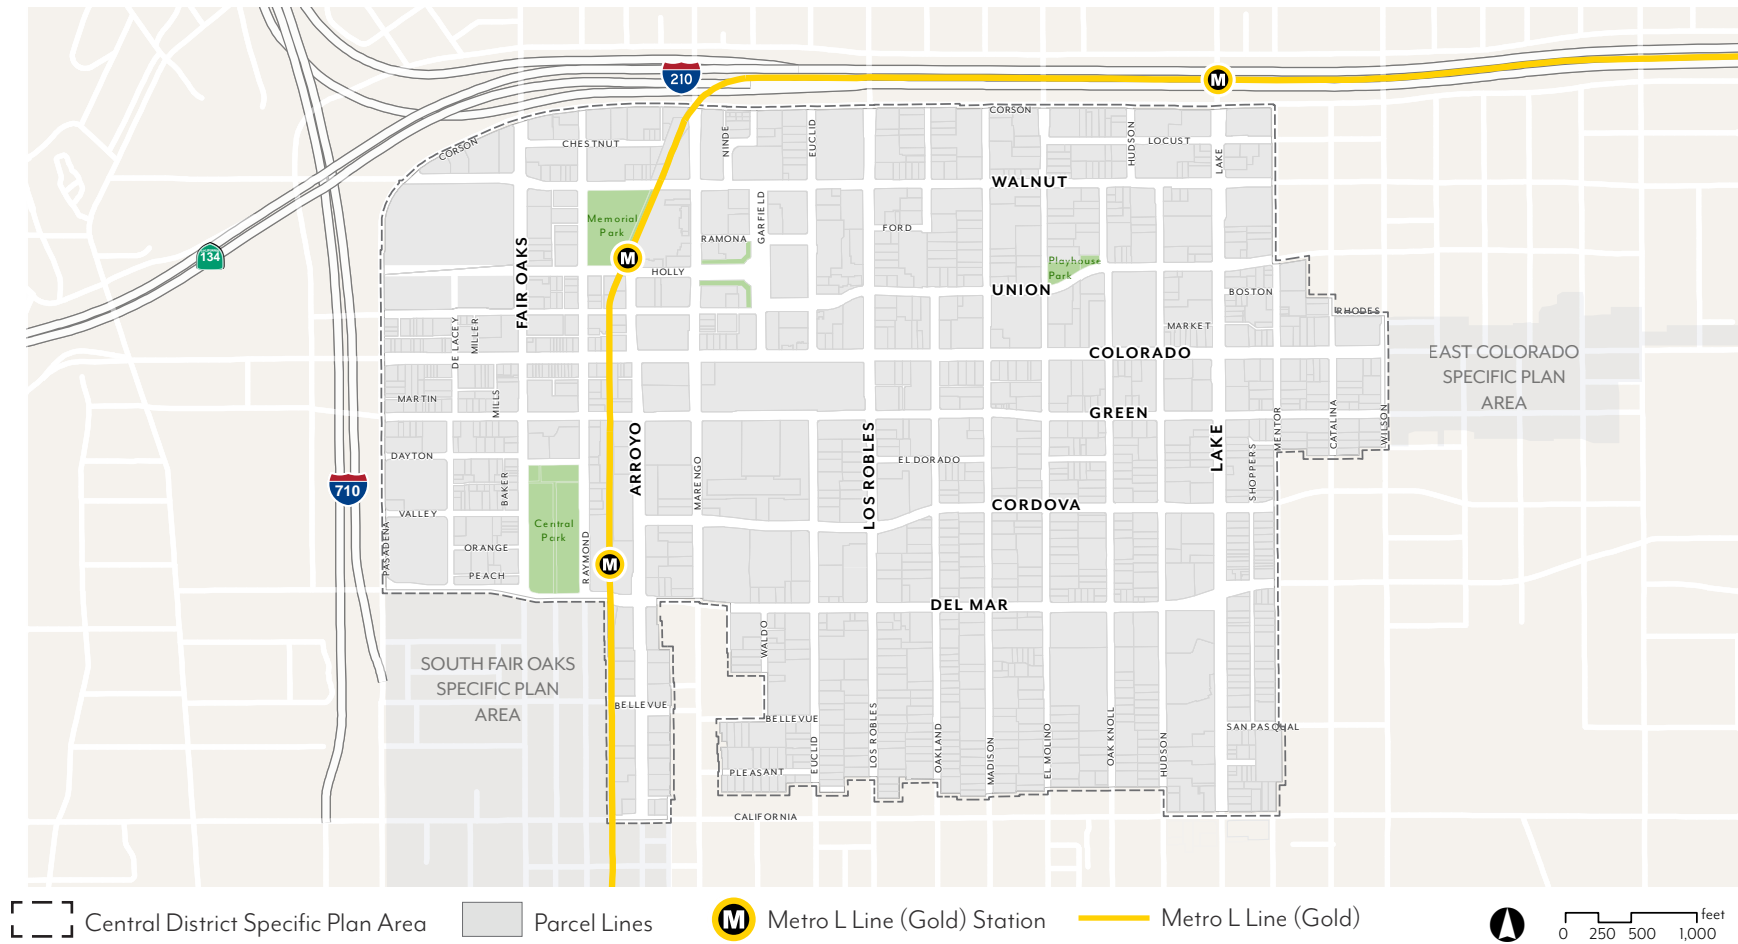 210
M
CORSON
CORSON
CHESTNUT
NINDE
EUCLID
HUDSON
LOCUST
LAKE
WALNUT
Memorial
Park
GARFIELD
FORD
RAMONA
FAIR OAKS
134
M
HOLLY
Playhouse
Park
UNION
BOSTON
RHODES
DE LACEY
MILLER
MARKET
COLORADO
EAST COLORADO
SPECIFIC PLAN
AREA
MARTIN
MILLS
GREEN
MENTOR
CATALINA
WILSON
ARROYO
LOS ROBLES
LAKE
DAYTON
EL DORADO
BAKER
MARENGO
SHOPPERS
710
VALLEY
CORDOVA
Central
Park
PASADENA
ORANGE
RAYMOND
PEACH
M
DEL MAR
WALDO
SOUTH FAIR OAKS
SPECIFIC PLAN
AREA
BELLEVUE
BELLEVUE
EUCLID
LOS ROBLES
OAKLAND
MADISON
EL MOLINO
OAK KNOLL
HUDSON
SAN PASQUAL
PLEASANT
CALIFORNIA
Central District Specific Plan Area
Parcel Lines
M
Metro L Line (Gold) Station
Metro L Line (Gold)
feet
0 250 500 1,000